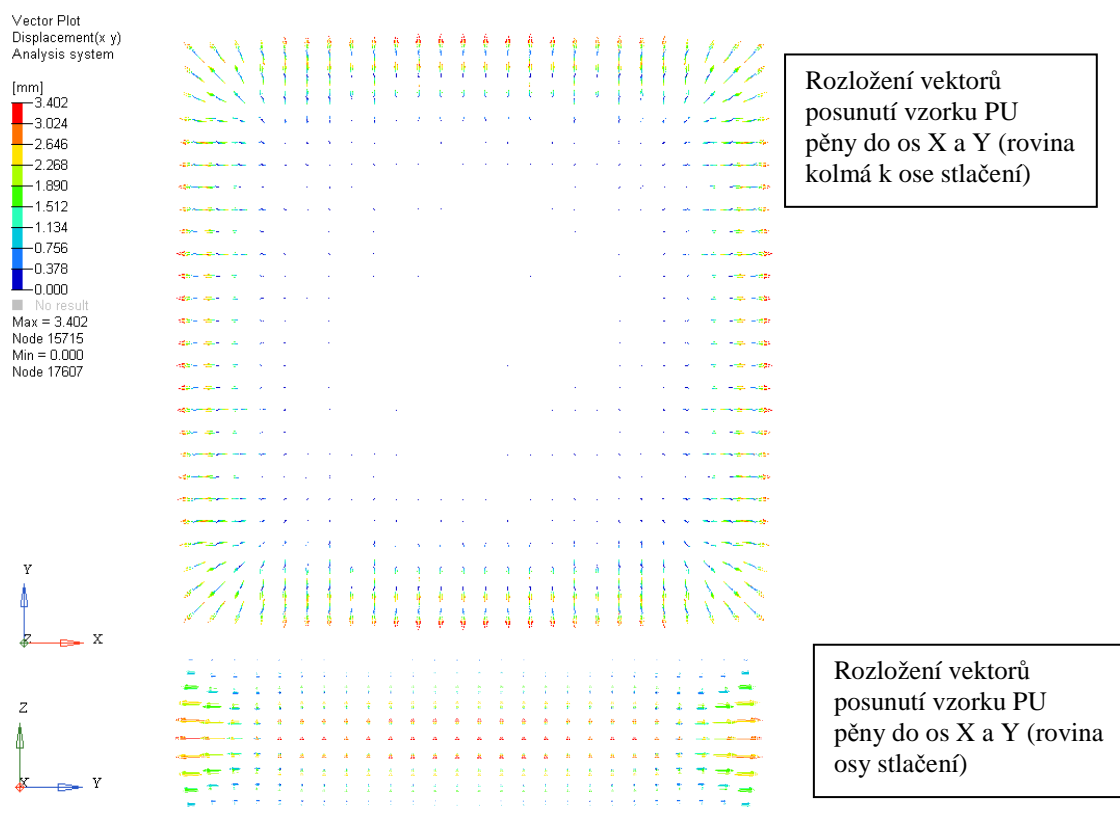 Vector Plot
Displacement(x y)
Analysis system
[mm]
3.402
3.024
2.646
2.268
1.890
1.512
1.134
0.756
0.378
0.000
No result
Max = 3.402
Node 15715
Min = 0.000
Node 17607
Rozložení vektorů
posunutí vzorku PU
pěny do os X a Y (rovina
kolmá k ose stlačení)
Y
Z
X
Rozložení vektorů
posunutí vzorku PU
pěny do os X a Y (rovina
osy stlačení)
Z
X
Y